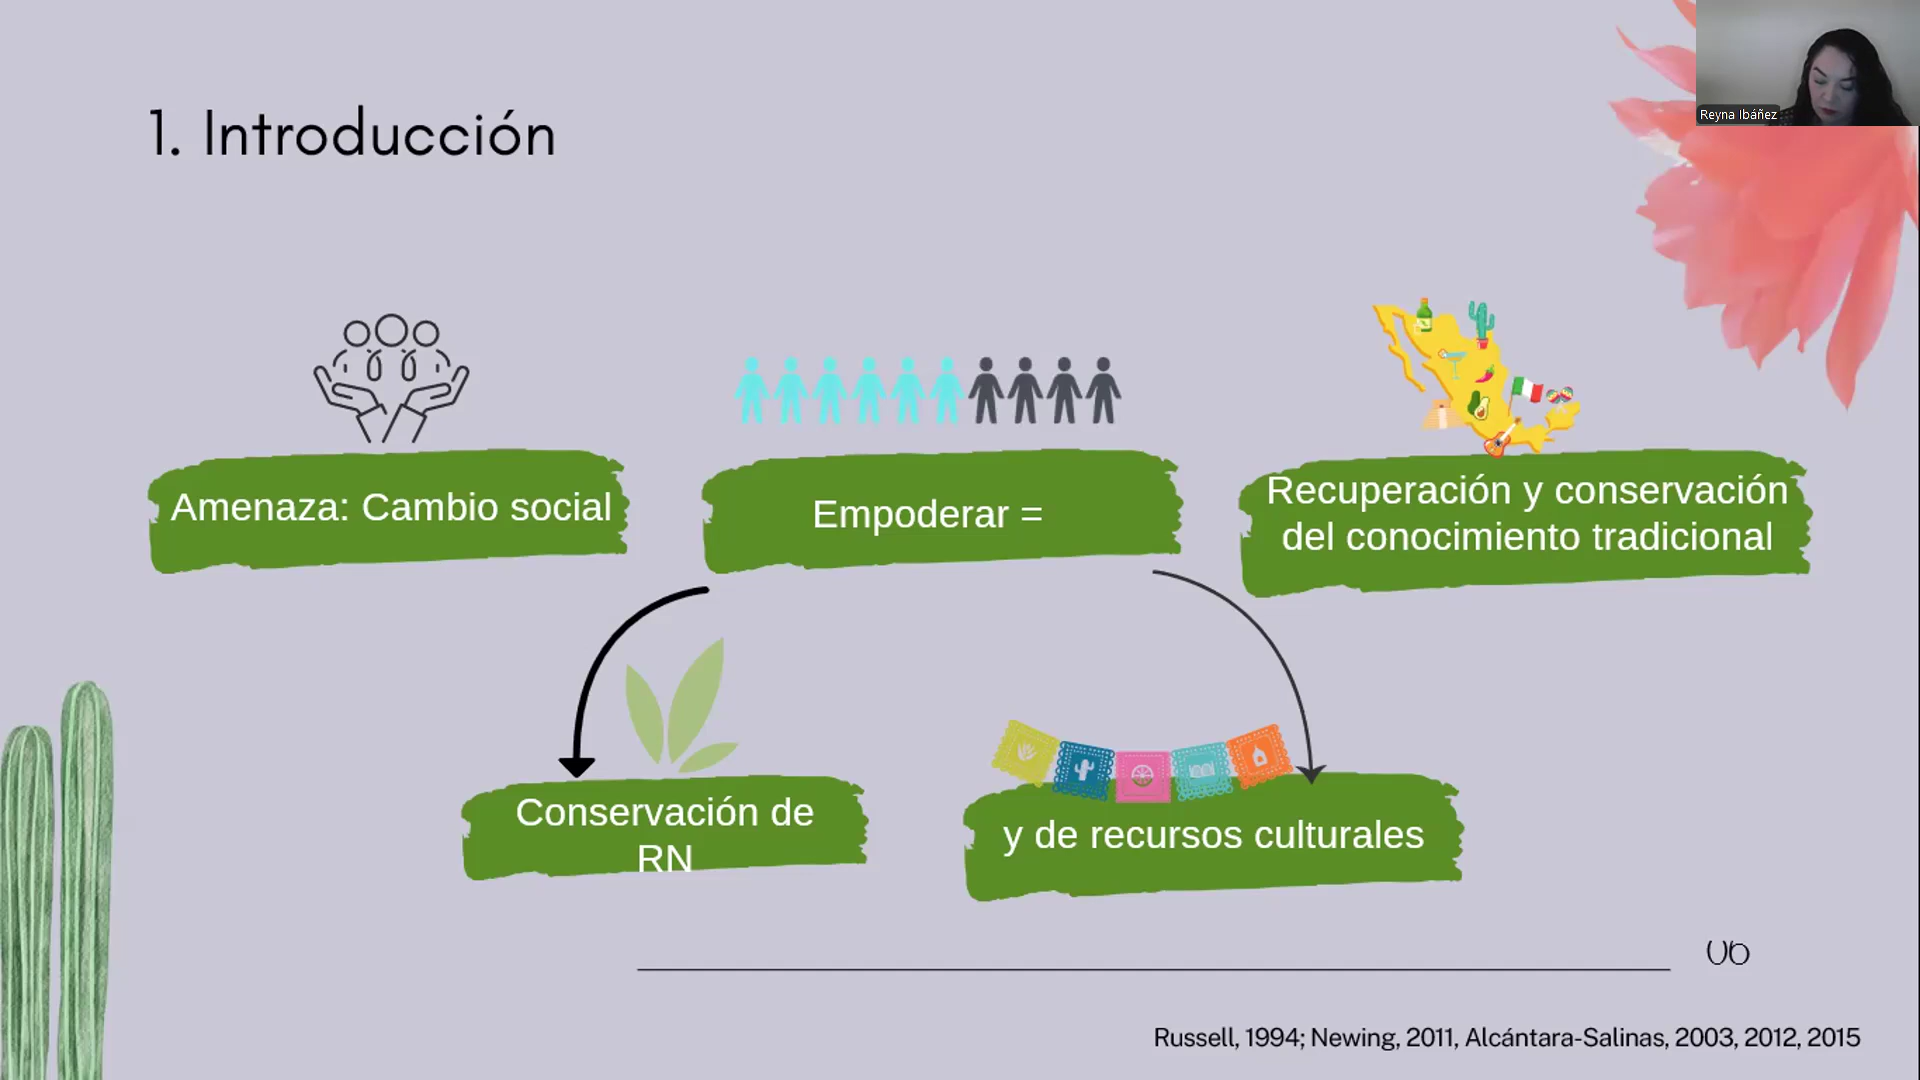 Reyna Ibáñez
1. Introducción
Amenaza: Cambio social
Empoderar =
Recuperación y conservación
del conocimiento tradicional
Conservación de
RN
y de recursos culturales
Russell, 1994; Newing, 2011, Alcántara-Salinas, 2003, 2012, 2015